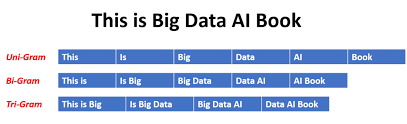 This is Big Data AI Book
Uni-Gram This Is Big Data AI Book
Bi-Gram This is Is Big Big Data Data AI AI Book
Tri-Gram This is Big Is Big Data Big Data AI Data AI Book